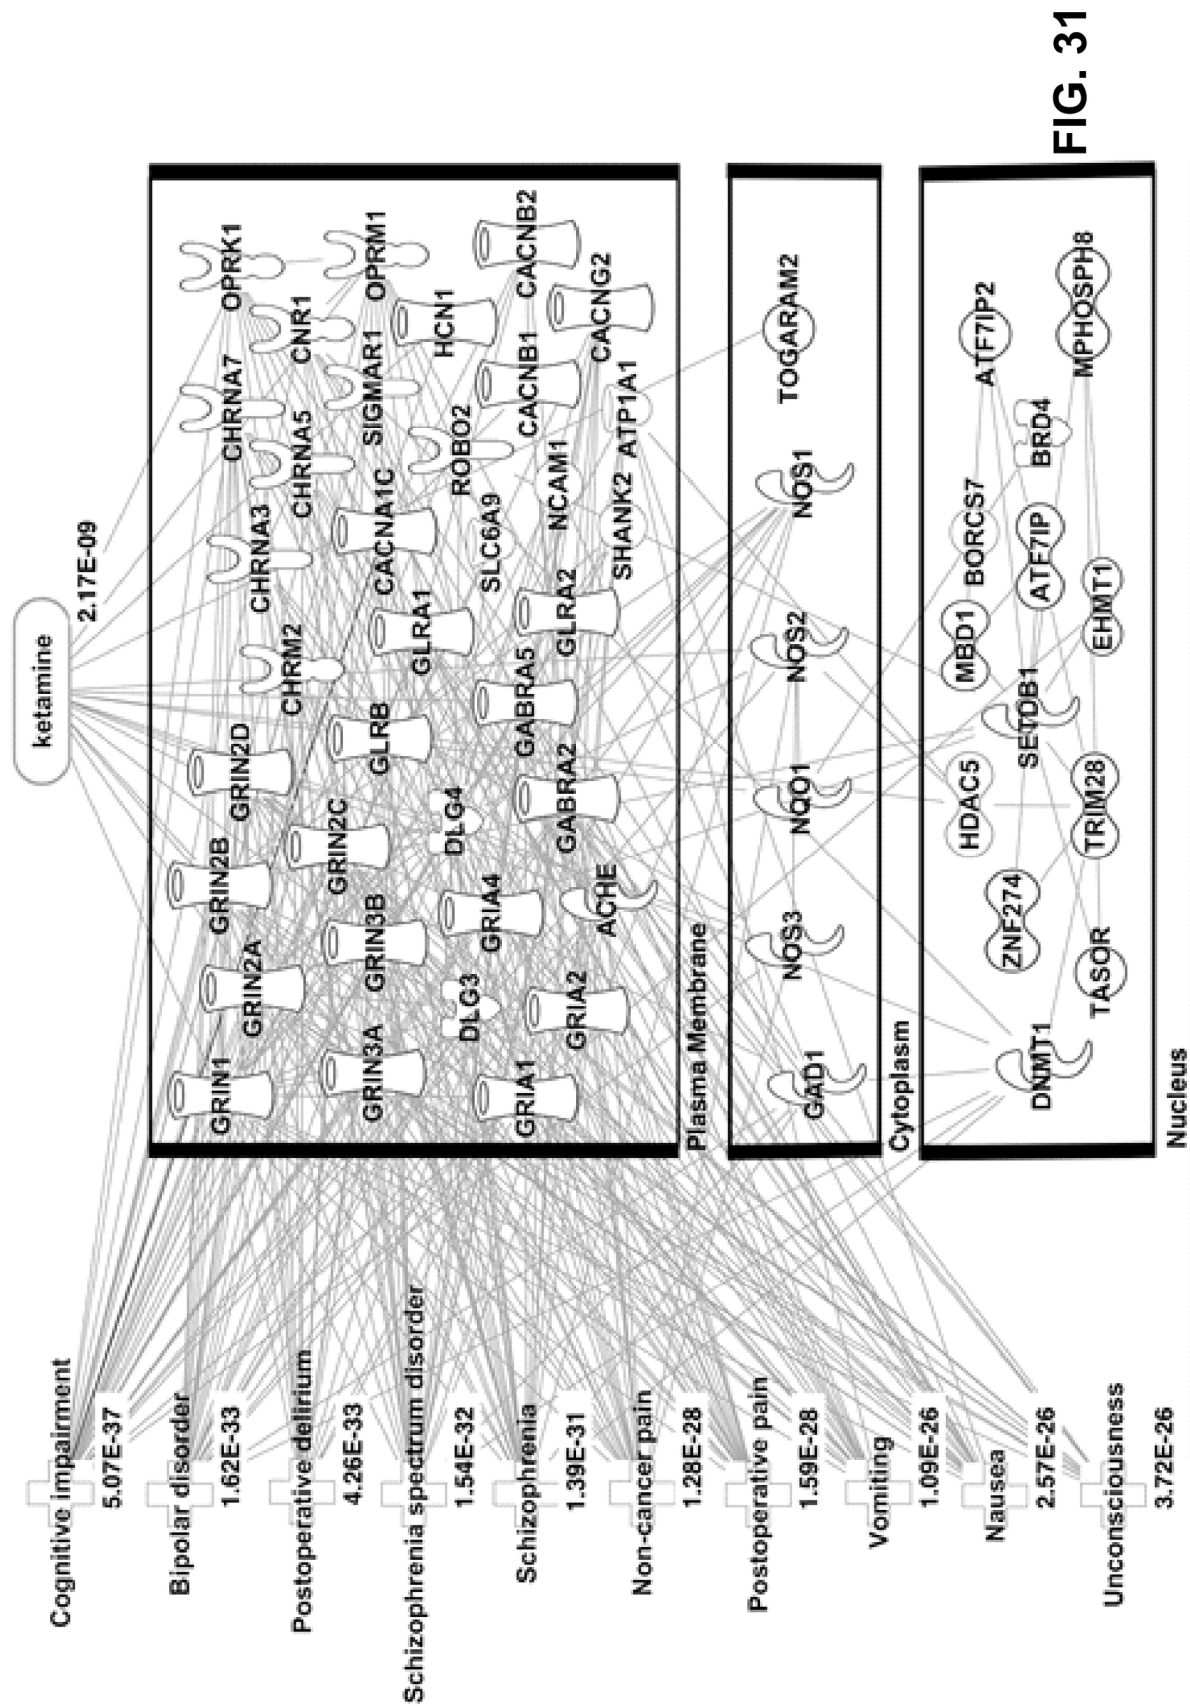 ketamine
2.17E-09
Cognitive impairment
5.07E-37
Bipolar disorder
1.62E-33
Postoperative delirium
4.26E-33
Schizophrenia spectrum disorder
1.54E-32
Schizophrenia
1.39E-31
Non-cancer pain
1.28E-28
Postoperative pain
1.59E-28
Vomiting
1.09E-26
Nausea
2.57E-26
Unconsciousness
3.72E-26
GRIN1
GRIN2A
GRIN2B
GRIN2D
CHRM2
CHRNA3
CHRNA5
CHRNA7
CNR1
OPRK1
GRIN3A
GRIN3B
GRIN2C
GLRB
GLRA1
CACNA1C
SIGMAR1
OPRM1
HCN1
DLG3
GRIA4
DLG4
SLC6A9
ROBO2
GRIA1
GRIA2
ACHE
GABRA2
GABRA5
GLRA2
NCAM1
SHANK2
CACNB1
ATP1A1
CACNB2
CACNG2
Plasma Membrane
GAD1
NOS3
NQO1
NOS2
NOS1
TOGARAM2
Cytoplasm
DNMT1
TASOR
ZNF274
HDAC5
TRIM28
SETDB1
MBD1
EHMT1
BORCS7
ATF7IP
BRD4
ATF7IP2
MPHOSPH8
Nucleus
FIG. 31